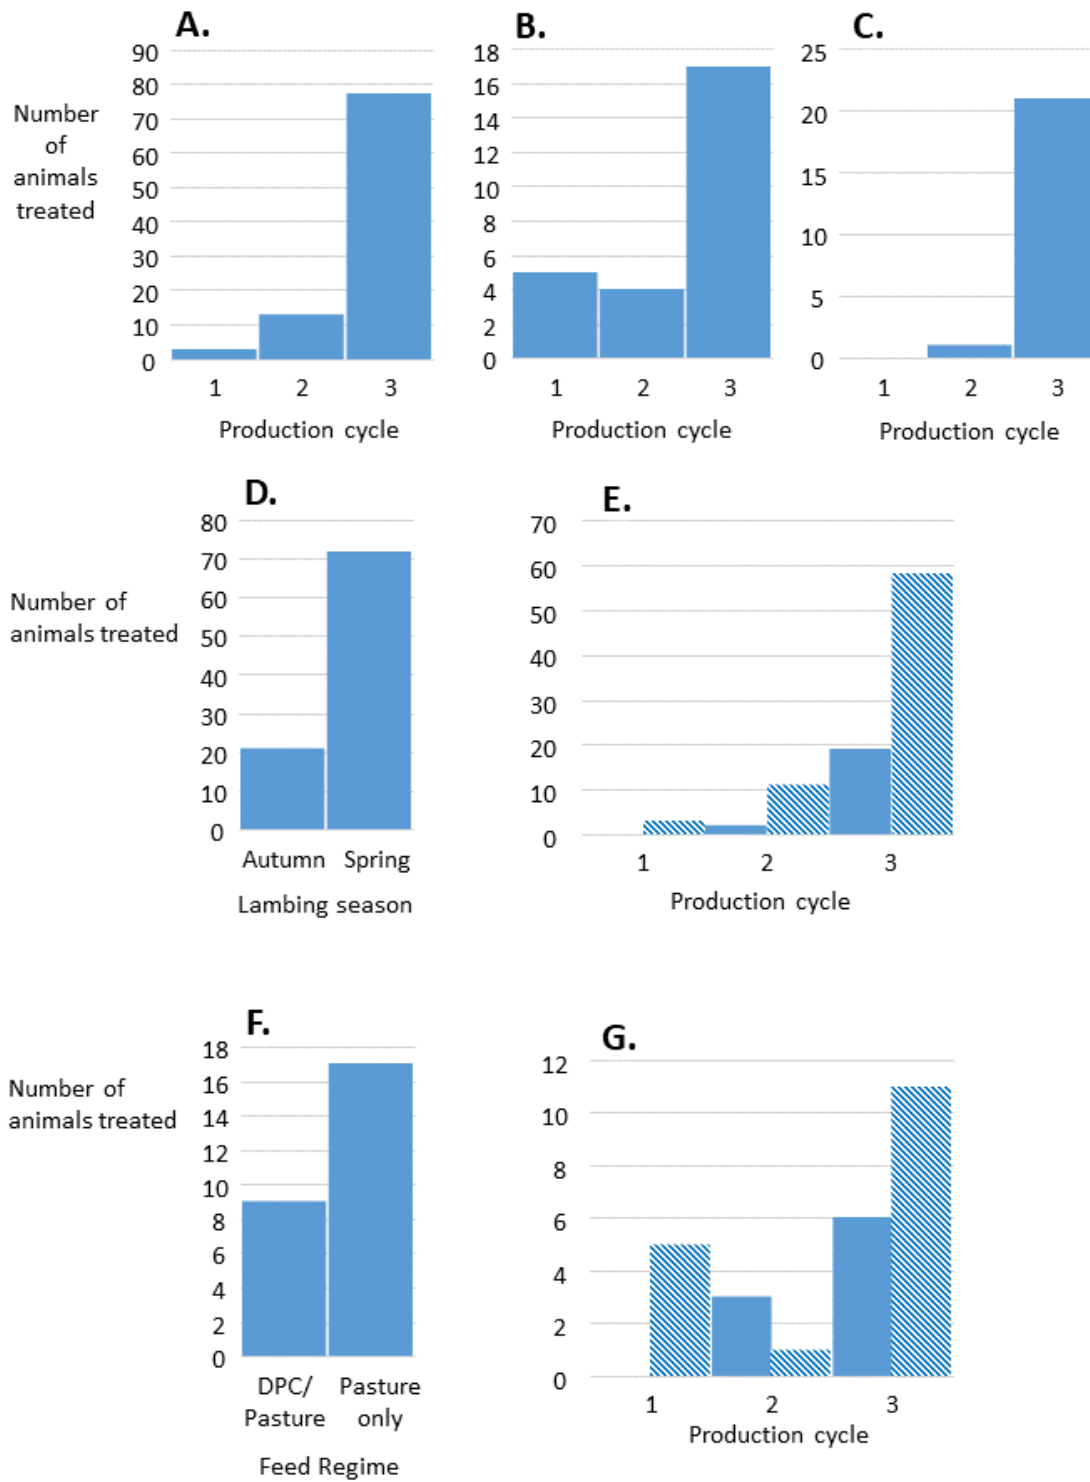 A.
90
80
70
60
50
40
30
20
10
0
1 2 3
Production cycle
Number
of
animals
treated
B.
18
16
14
12
10
8
6
4
2
0
1 2 3
Production cycle
C.
25
20
15
10
5
0
1 2 3
Production cycle
D.
80
70
60
50
40
30
20
10
0
Autumn Spring
Lambing season
Number of
animals treated
E.
70
60
50
40
30
20
10
0
1 2 3
Production cycle
F.
18
16
14
12
10
8
6
4
2
0
DPC/
Pasture
Pasture
only
Feed Regime
Number of
animals treated
G.
12
10
8
6
4
2
0
1 2 3
Production cycle